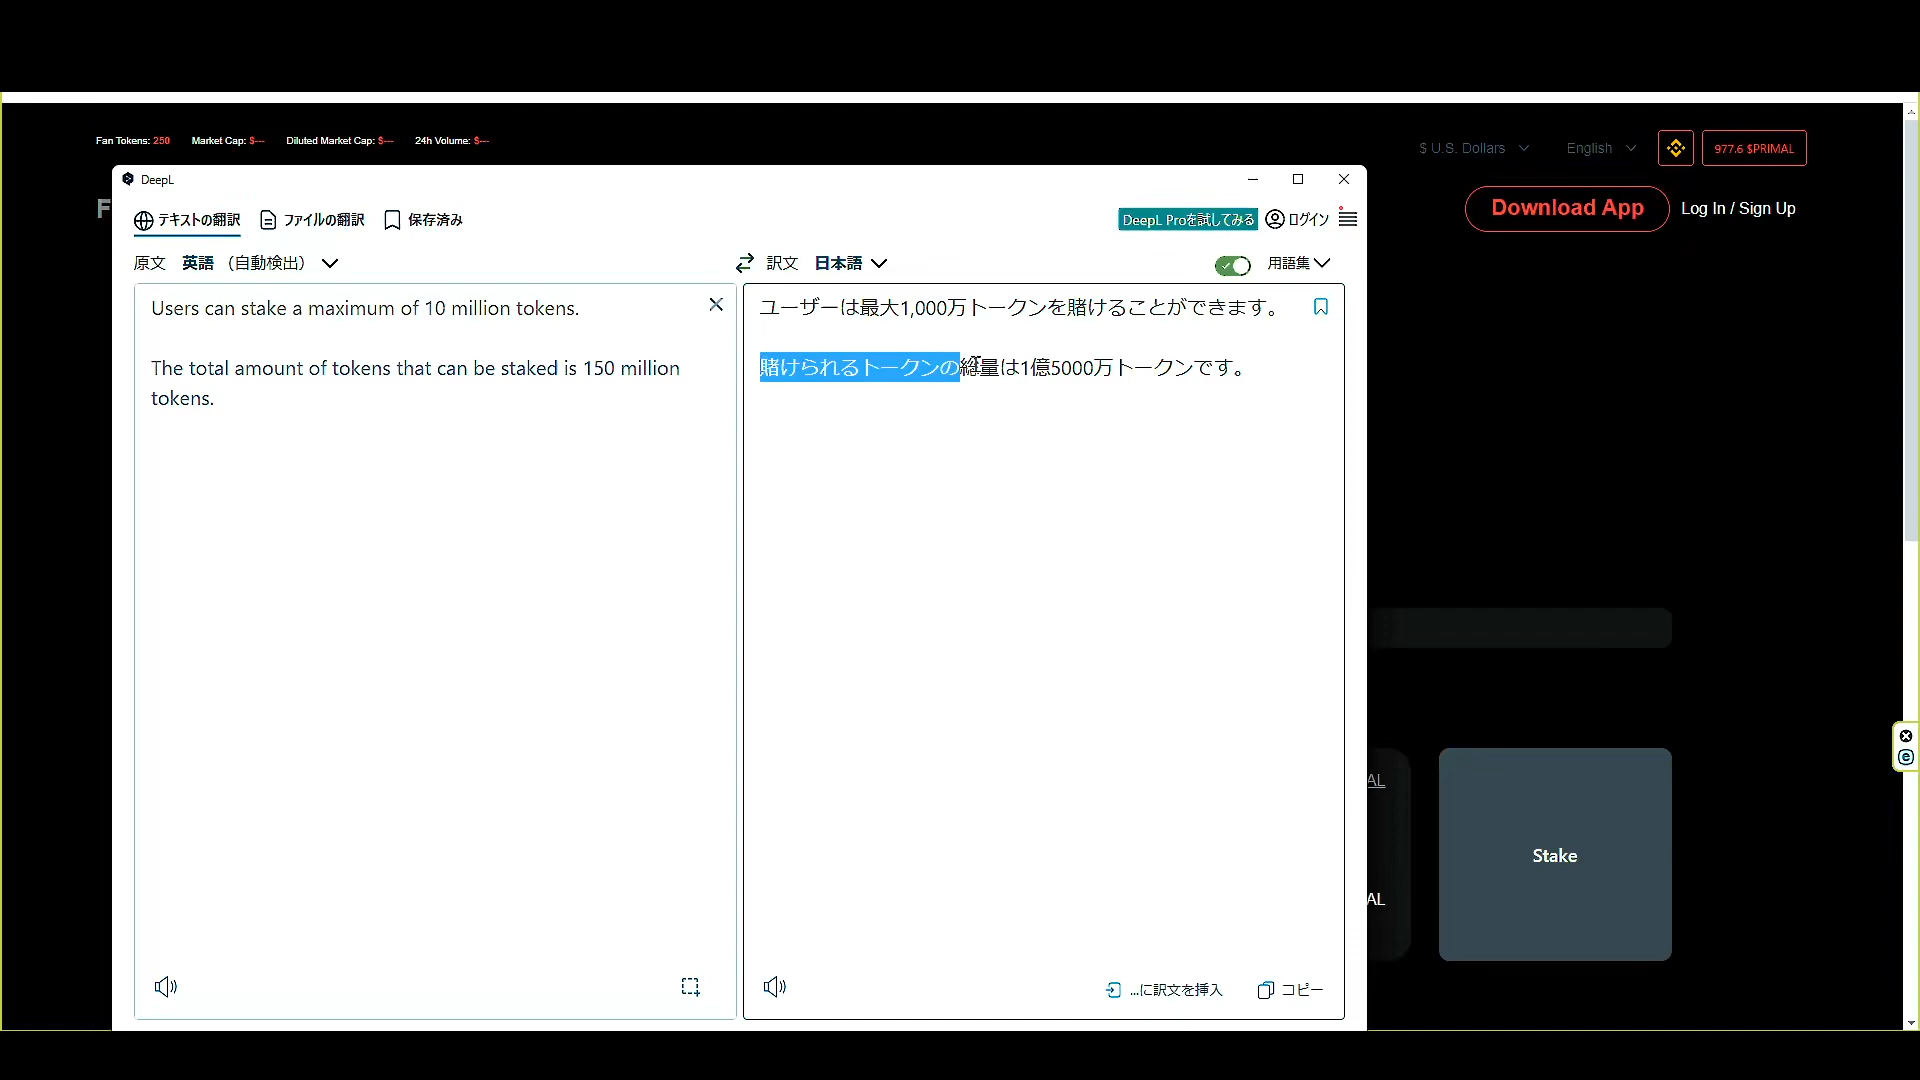 Fan Tokens: 250 Market Cap: $--- Diluted Market Cap: $--- 24h Volume: $---
$ U.S. Dollars English 977.6 $PRIMAL
DeepL
F
Download App Log In / Sign Up
テキストの翻訳 ファイルの翻訳 保存済み
DeepL Proを試してみる ログイン
原文 英語 (自動検出)
訳文 日本語 用語集
Users can stake a maximum of 10 million tokens.
The total amount of tokens that can be staked is 150 million
tokens.
ユーザーは最大1,000万トークンを賭けることができます。
賭けられるトークンの総量は1億5000万トークンです。
AL
Stake
AL
...に訳文を挿入 コピー